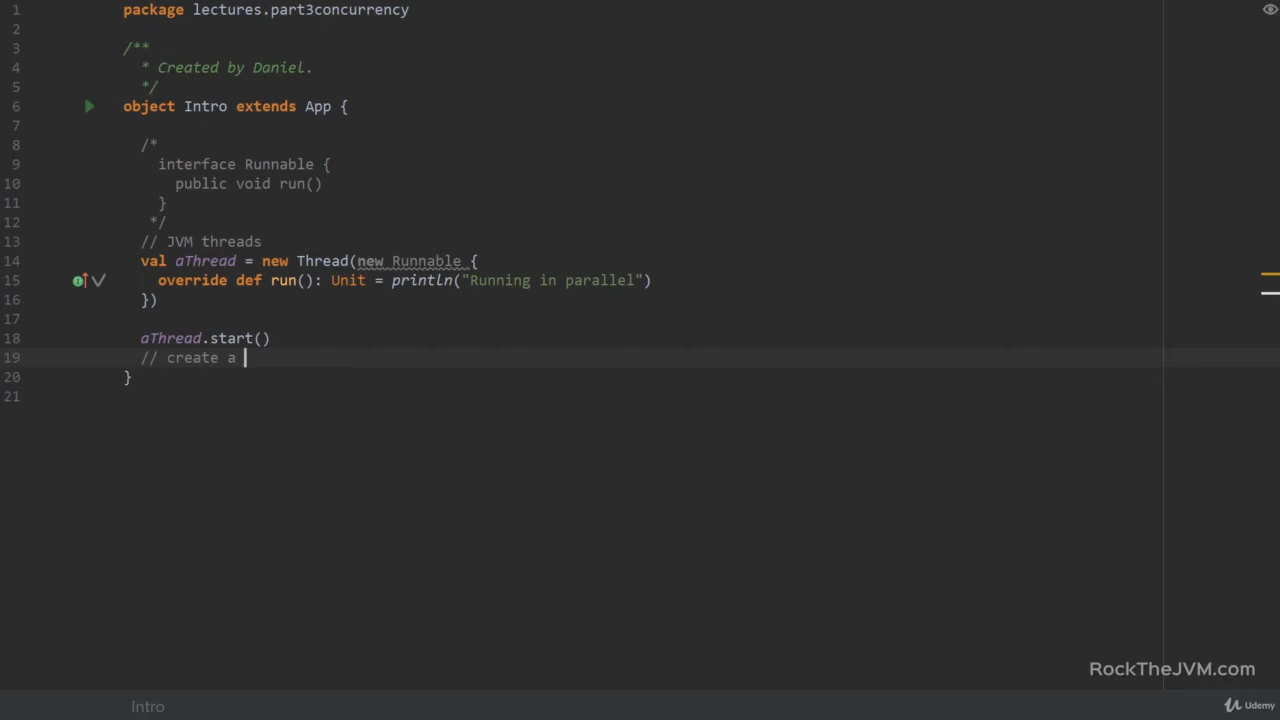 1 package lectures.part3concurrency
2
3 /**
4 * Created by Daniel.
5 */
6 object Intro extends App {
7
8 /*
9 interface Runnable {
10 public void run()
11 }
12 */
13 // JVM threads
14 val aThread = new Thread(new Runnable {
15 override def run(): Unit = println("Running in parallel")
16 })
17
18 aThread.start()
19 // create a
20 }
21
RockTheJVM.com
Intro
Udemy